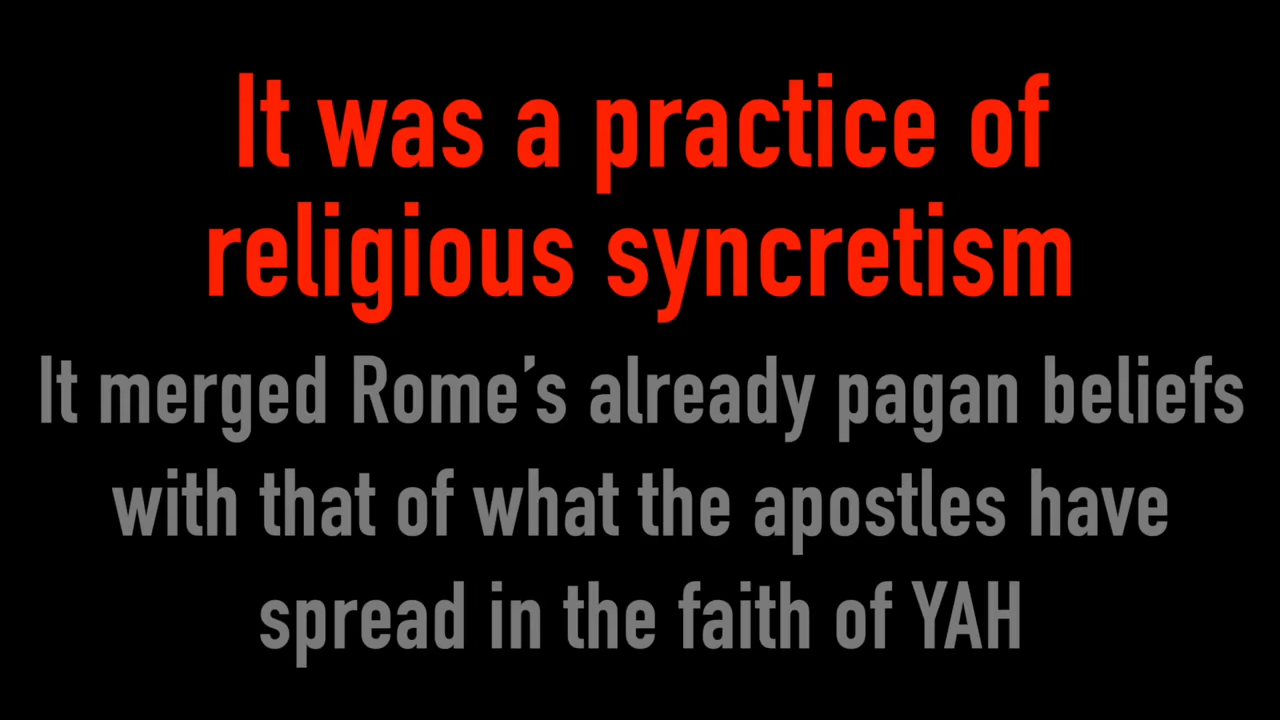 It was a practice of
religious syncretism
It merged Rome’s already pagan beliefs
with that of what the apostles have
spread in the faith of YAH